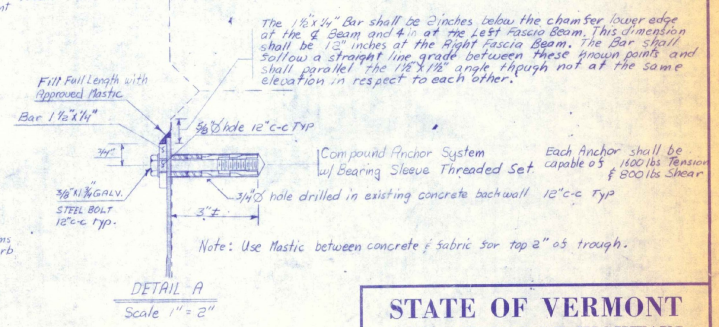 nt
The 1½"x¼" Bar shall be 2inches below the chamfer lower edge
at the ℄ Beam and 4 in at the Left Fascia Beam. This dimension
shall be 12" inches at the Right Fascia Beam. The Bar shall
follow a straight line grade between these known points and
shall parallel the 1½"x1½" angle though not at the same
elevation in respect to each other.
Fill Full Length with
Approved Mastic
Bar 1½"x¼"
5/8"Ø hole 12"c-c TYP
3/4"
3/8"x1¾"GALV.
STEEL BOLT
12"c-c Typ.
Compound Anchor System
w/ Bearing Sleeve Threaded Set
Each Anchor shall be
capable of 1600 lbs Tension
& 800 lbs Shear
3/4"Ø hole drilled in existing concrete backwall 12"c-c Typ
3"±
Note: Use Mastic between concrete & fabric for top 2" of trough.
ms
rb
DETAIL A
Scale 1" = 2"
STATE OF VERMONT